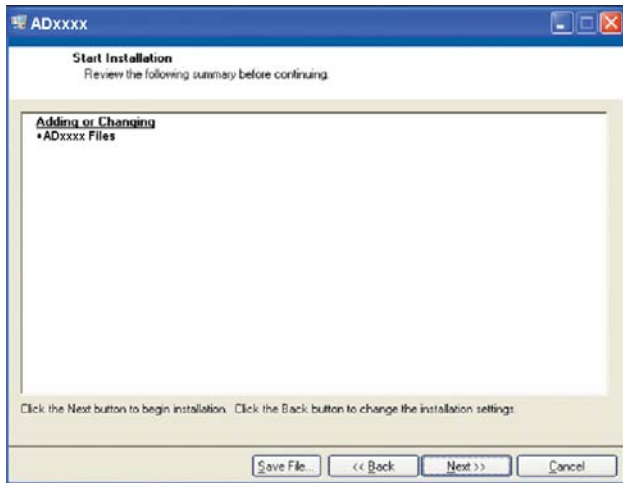 ADxxxx
Start Installation
Review the following summary before continuing.
Adding or Changing
•ADxxxx Files
Click the Next button to begin installation. Click the Back button to change the installation settings.
Save File... << Back Next >> Cancel